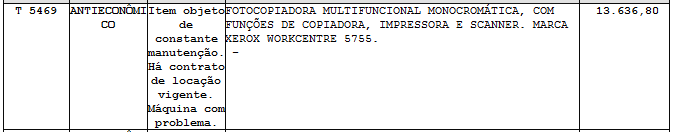 T 5469
ANTIECONÔMI
CO
Item objeto
de
constante
manutenção.
Há contrato
de locação
vigente.
Máquina com
problema.
FOTOCOPIADORA MULTIFUNCIONAL MONOCROMÁTICA, COM
FUNÇÕES DE COPIADORA, IMPRESSORA E SCANNER. MARCA
XEROX WORKCENTRE 5755.
-
13.636,80